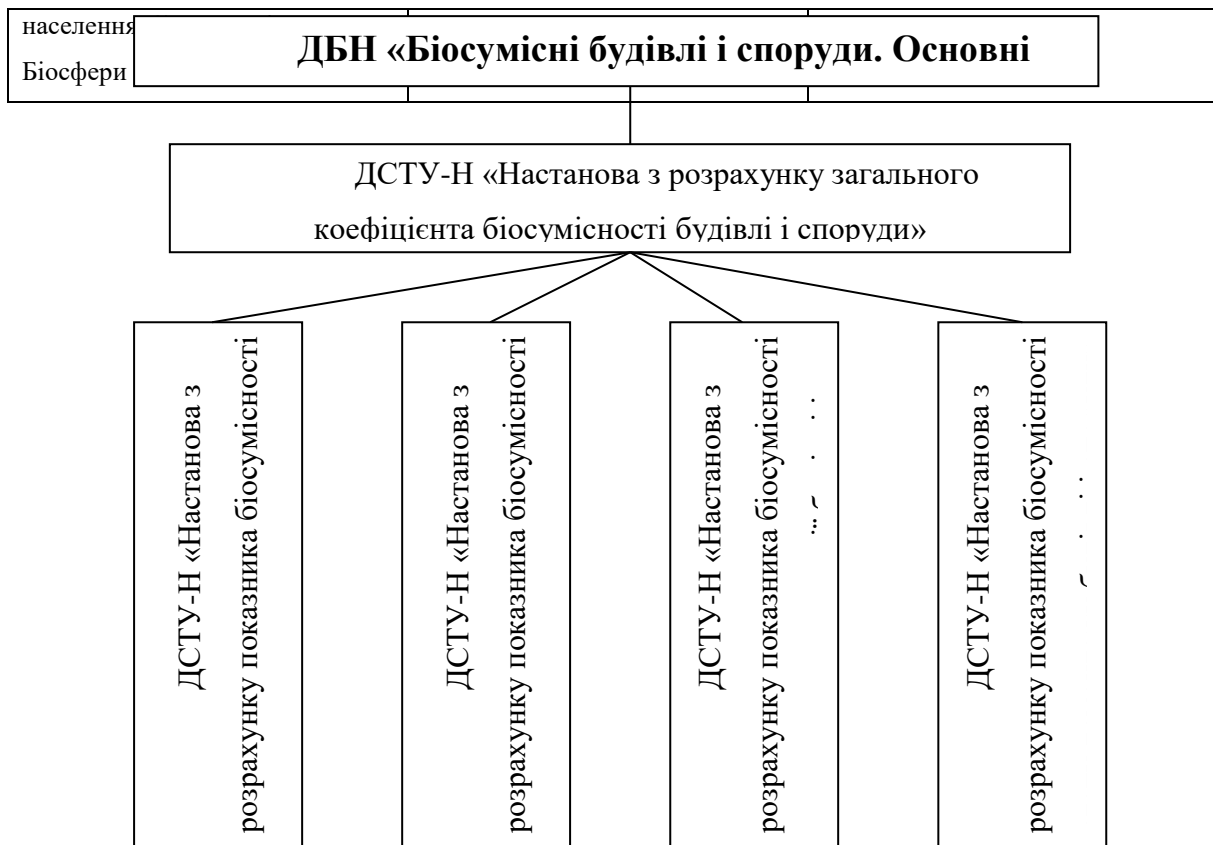 населення
Біосфери
ДБН «Біосумісні будівлі і споруди. Основні
ДСТУ-Н «Настанова з розрахунку загального
коефіцієнта біосумісності будівлі і споруди»
ДСТУ-Н «Настанова з
розрахунку показника біосумісності
ДСТУ-Н «Настанова з
розрахунку показника біосумісності
ДСТУ-Н «Настанова з
розрахунку показника біосумісності
ДСТУ-Н «Настанова з
розрахунку показника біосумісності